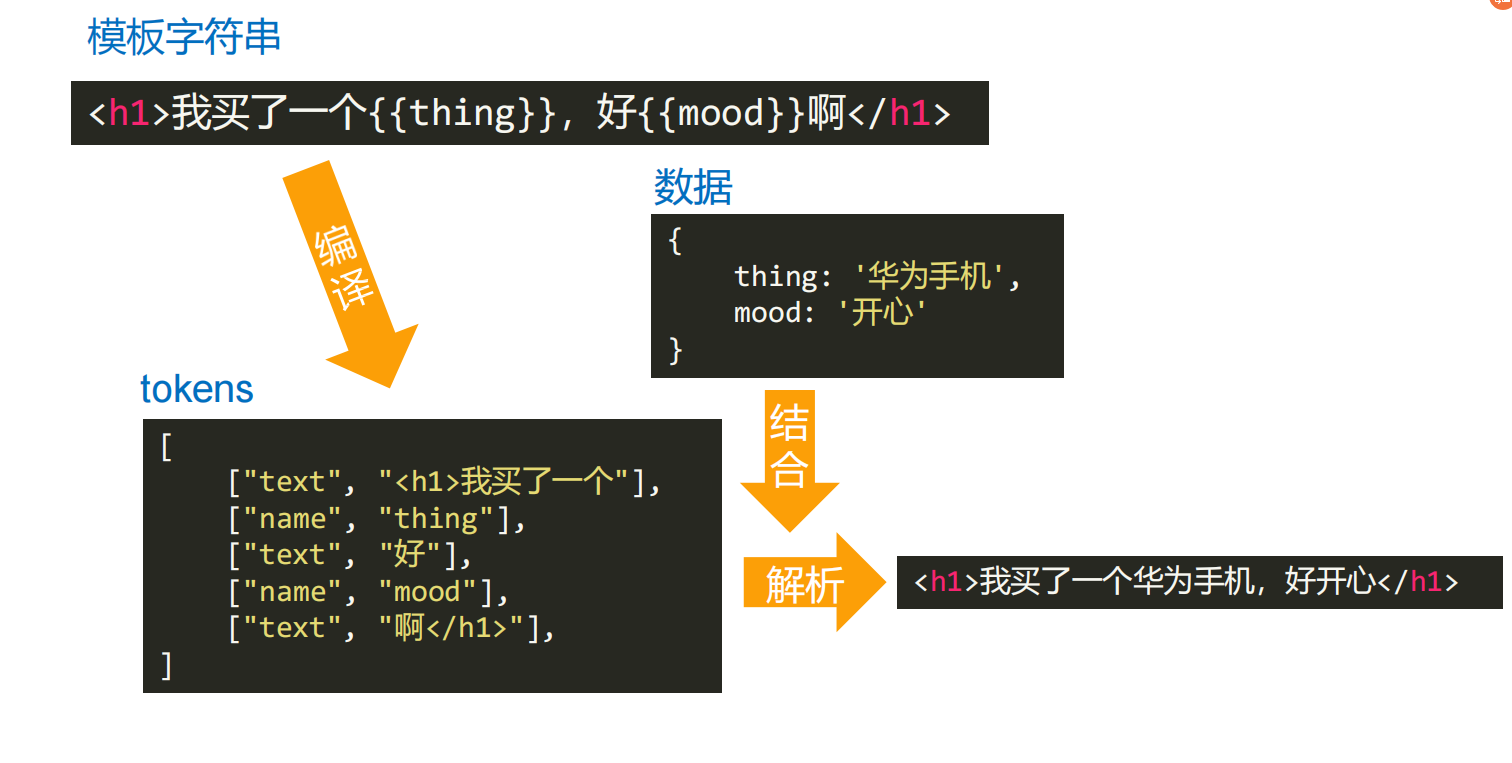 模板字符串
<h1>我买了一个{{thing}}，好{{mood}}啊</h1>
编译
数据
{
thing: '华为手机',
mood: '开心'
}
tokens
[
["text", "<h1>我买了一个"],
["name", "thing"],
["text", "好"],
["name", "mood"],
["text", "啊</h1>"],
]
结合
解析
<h1>我买了一个华为手机，好开心</h1>